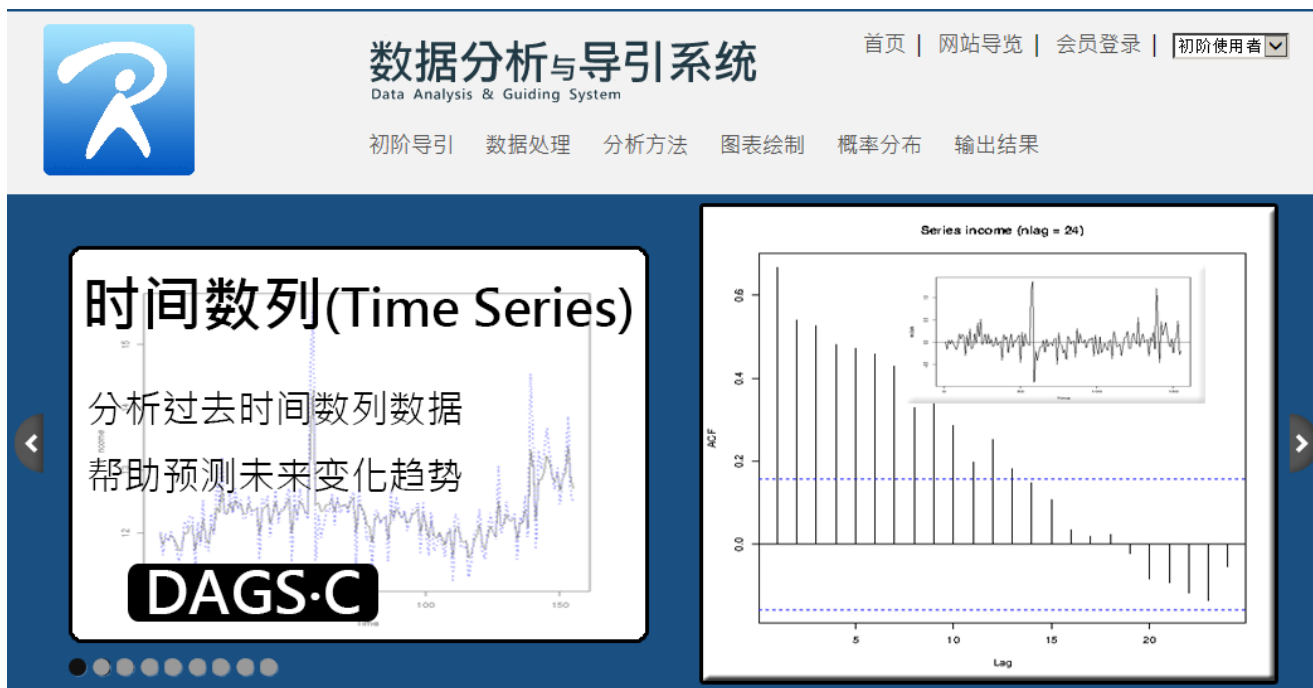 首页 | 网站导览 | 会员登录 | 初阶使用者
数据分析与导引系统
Data Analysis & Guiding System
初阶导引 数据处理 分析方法 图表绘制 概率分布 输出结果
时间数列(Time Series)
分析过去时间数列数据
帮助预测未来变化趋势
DAGS·C
15
13
12
100 150
Time
Series income (nlag = 24)
ACF
0.6
0.4
0.2
0.0
5 10 15 20
Lag